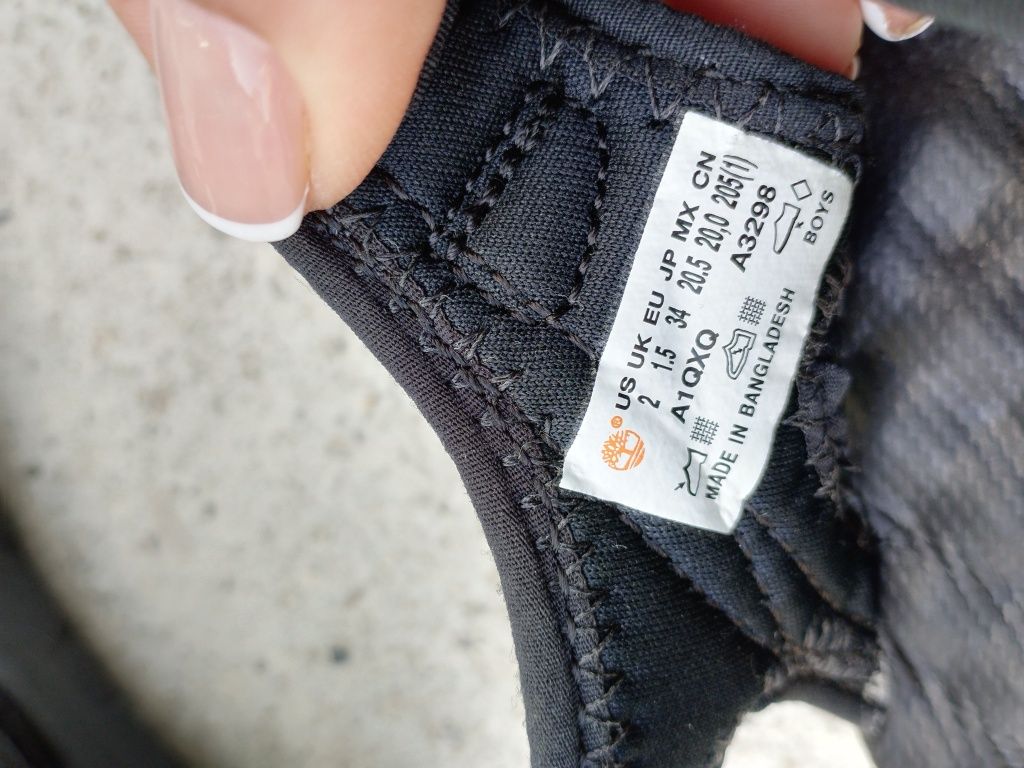 ®
US UK EU JP MX CN
2 1.5 34 20.5 20.0 205(1)
A1QXQ A3298
MADE IN BANGLADESH BOYS